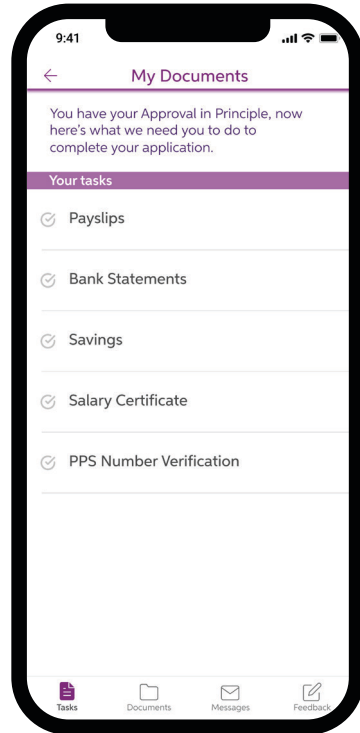 9:41
My Documents
You have your Approval in Principle, now
here's what we need you to do to
complete your application.
Your tasks
Payslips
Bank Statements
Savings
Salary Certificate
PPS Number Verification
Tasks Documents Messages Feedback